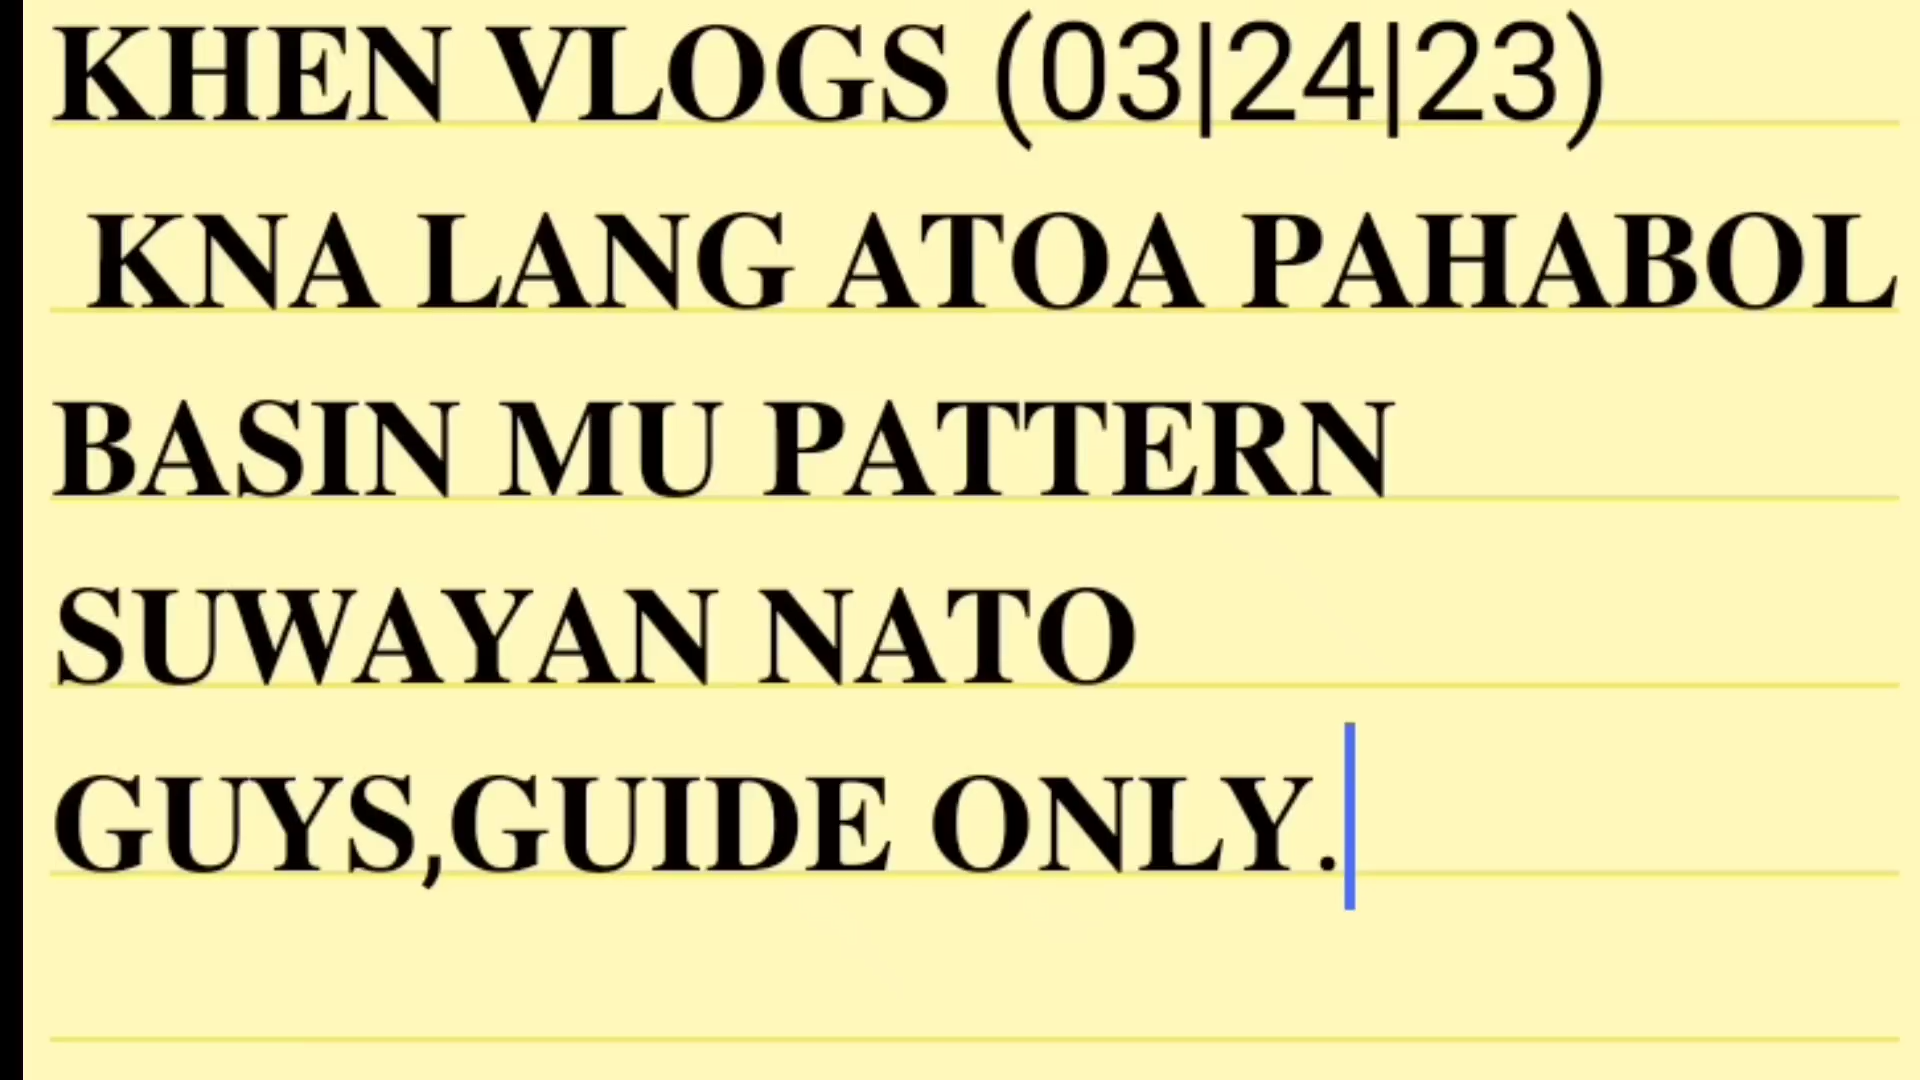 KHEN VLOGS (03|24|23)
KNA LANG ATOA PAHABOL
BASIN MU PATTERN
SUWAYAN NATO
GUYS,GUIDE ONLY.